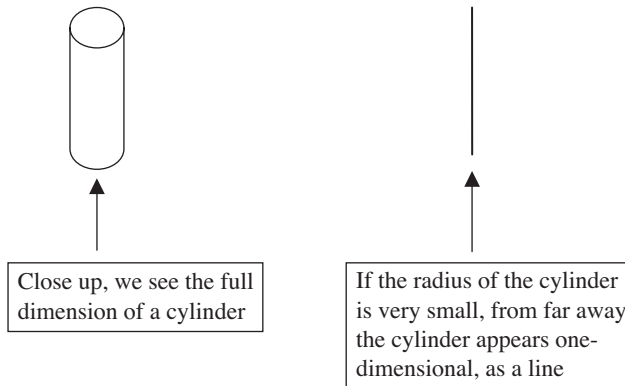 Close up, we see the full
dimension of a cylinder
If the radius of the cylinder
is very small, from far away
the cylinder appears one-
dimensional, as a line